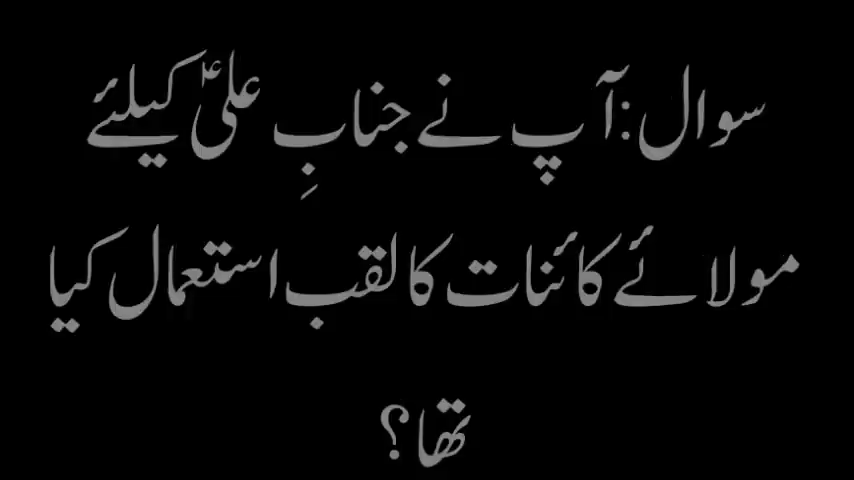 سوال:آپ نے جنابِ علیؑ کیلئے
مولائے کائنات کا لقب استعمال کیا
تھا؟